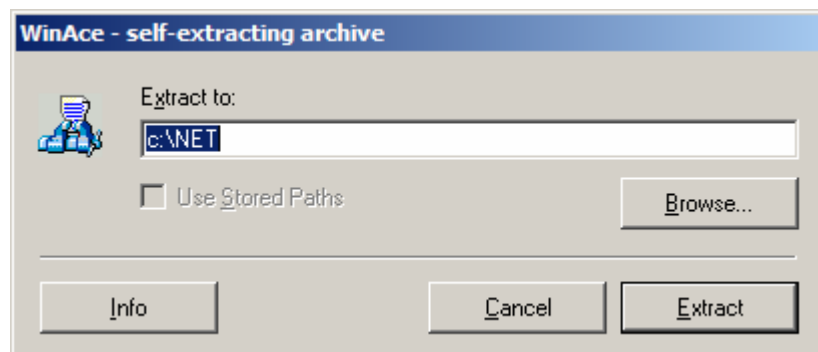 WinAce - self-extracting archive
Extract to:
c:\NET
Use Stored Paths
Browse...
Info
Cancel
Extract